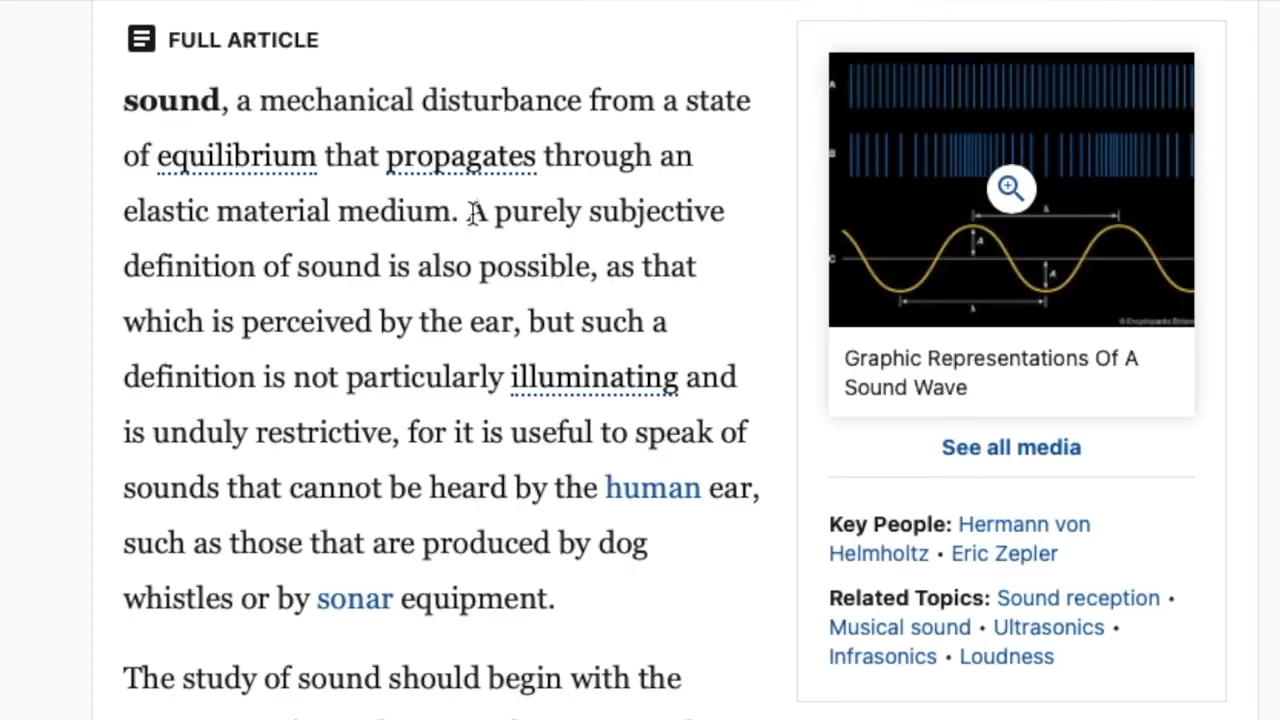 FULL ARTICLE
sound, a mechanical disturbance from a state
of equilibrium that propagates through an
elastic material medium. A purely subjective
definition of sound is also possible, as that
which is perceived by the ear, but such a
definition is not particularly illuminating and
is unduly restrictive, for it is useful to speak of
sounds that cannot be heard by the human ear,
such as those that are produced by dog
whistles or by sonar equipment.
The study of sound should begin with the
A
B
λ
A
C
A
λ
Graphic Representations Of A
Sound Wave
See all media
Key People: Hermann von
Helmholtz • Eric Zepler
Related Topics: Sound reception •
Musical sound • Ultrasonics •
Infrasonics • Loudness